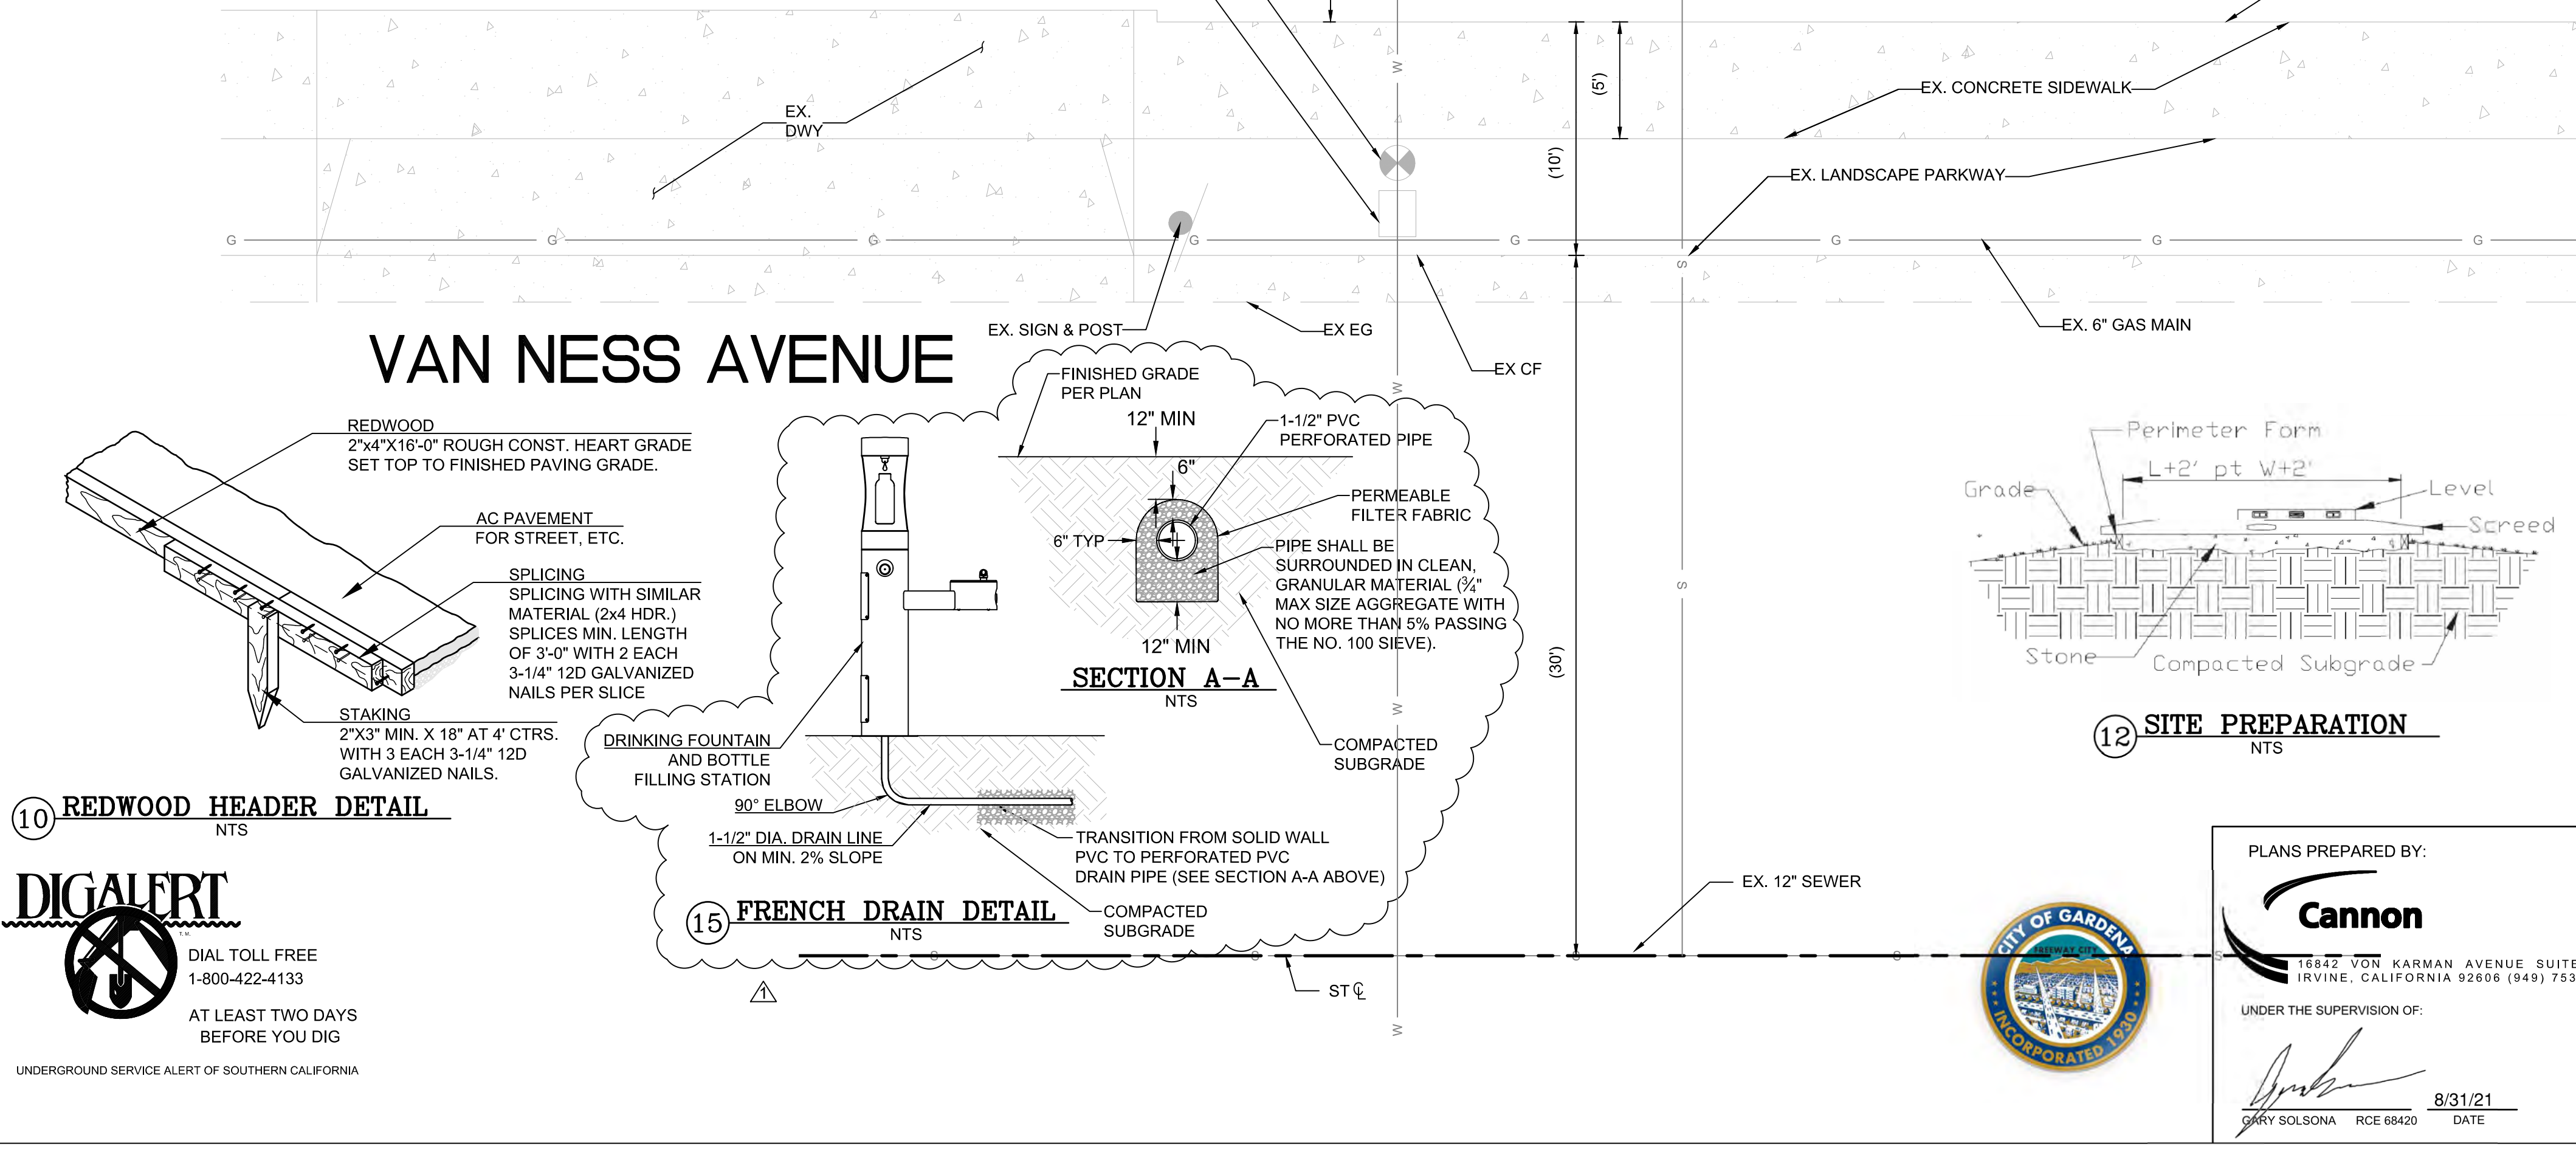 EX.
DWY
(5')
(10')
(30')
EX. CONCRETE SIDEWALK
EX. LANDSCAPE PARKWAY
W
G
G
G
G
G
G
G
G
S
EX. SIGN & POST
EX EG
EX CF
EX. 6" GAS MAIN
VAN NESS AVENUE
W
S
W
REDWOOD
2"x4"X16'-0" ROUGH CONST. HEART GRADE
SET TOP TO FINISHED PAVING GRADE.
AC PAVEMENT
FOR STREET, ETC.
SPLICING
SPLICING WITH SIMILAR
MATERIAL (2x4 HDR.)
SPLICES MIN. LENGTH
OF 3'-0" WITH 2 EACH
3-1/4" 12D GALVANIZED
NAILS PER SLICE
STAKING
2"X3" MIN. X 18" AT 4' CTRS.
WITH 3 EACH 3-1/4" 12D
GALVANIZED NAILS.
10 REDWOOD HEADER DETAIL
NTS
FINISHED GRADE
PER PLAN
12" MIN
1-1/2" PVC
PERFORATED PIPE
6"
PERMEABLE
FILTER FABRIC
6" TYP
PIPE SHALL BE
SURROUNDED IN CLEAN,
GRANULAR MATERIAL (3/4"
MAX SIZE AGGREGATE WITH
NO MORE THAN 5% PASSING
THE NO. 100 SIEVE).
12" MIN
SECTION A-A
NTS
COMPACTED
SUBGRADE
DRINKING FOUNTAIN
AND BOTTLE
FILLING STATION
90° ELBOW
1-1/2" DIA. DRAIN LINE
ON MIN. 2% SLOPE
TRANSITION FROM SOLID WALL
PVC TO PERFORATED PVC
DRAIN PIPE (SEE SECTION A-A ABOVE)
COMPACTED
SUBGRADE
15 FRENCH DRAIN DETAIL
NTS
1
ST ℄
W
EX. 12" SEWER
S
S
S
S
S
Perimeter Form
L+2' pt W+2'
Grade
Level
Screed
Stone
Compacted Subgrade
12 SITE PREPARATION
NTS
DIGALERT
T.M.
DIAL TOLL FREE
1-800-422-4133
AT LEAST TWO DAYS
BEFORE YOU DIG
UNDERGROUND SERVICE ALERT OF SOUTHERN CALIFORNIA
CITY OF GARDENA
FREEWAY CITY
INCORPORATED 1930
PLANS PREPARED BY:
Cannon
16842 VON KARMAN AVENUE SUITE
IRVINE, CALIFORNIA 92606 (949) 753
UNDER THE SUPERVISION OF:
8/31/21
GARY SOLSONA RCE 68420 DATE